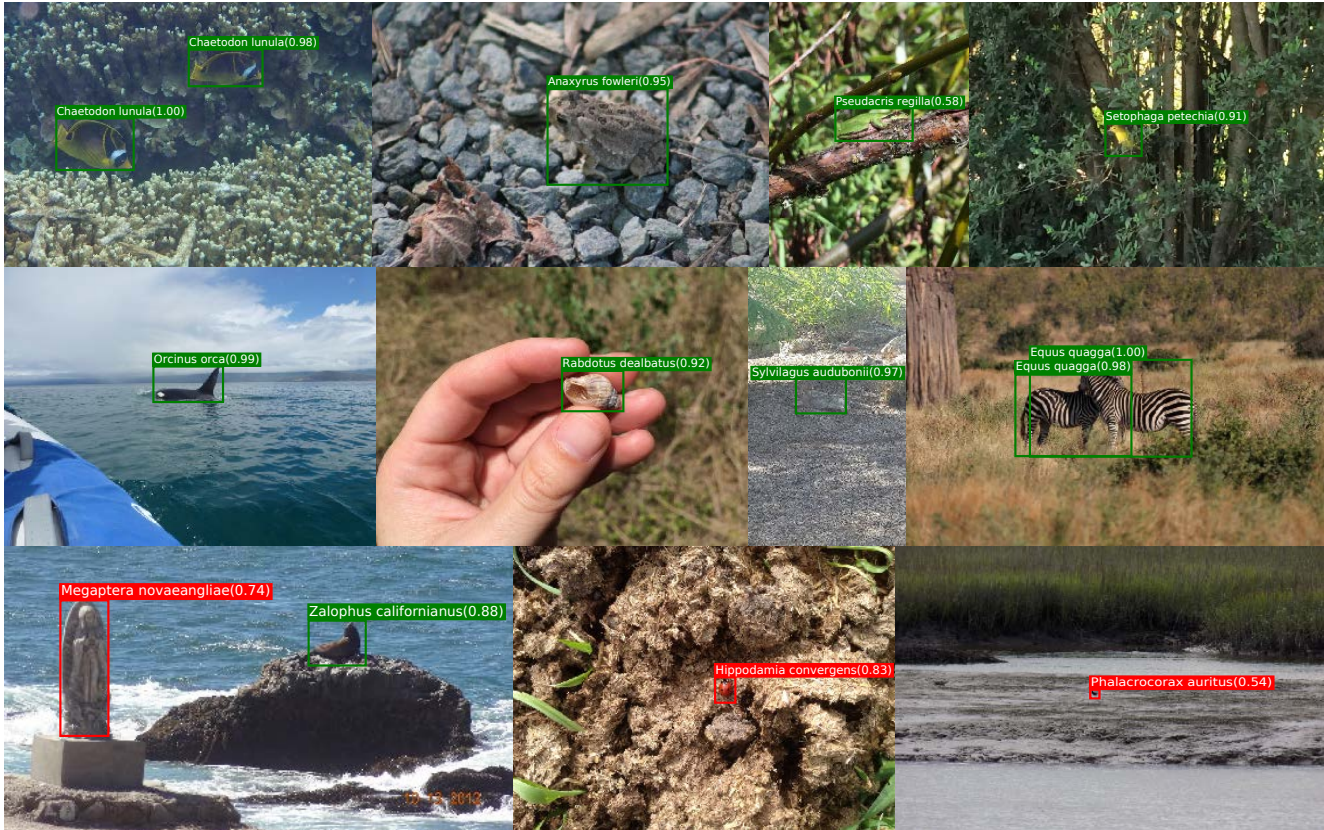 Chaetodon lunula(0.98)
Chaetodon lunula(1.00)
Anaxyrus fowleri(0.95)
Pseudacris regilla(0.58)
Setophaga petechia(0.91)
Orcinus orca(0.99)
Rabdotus dealbatus(0.92)
Sylvilagus audubonii(0.97)
Equus quagga(1.00)
Equus quagga(0.98)
Megaptera novaeangliae(0.74)
Zalophus californianus(0.88)
Hippodamia convergens(0.83)
Phalacrocorax auritus(0.54)